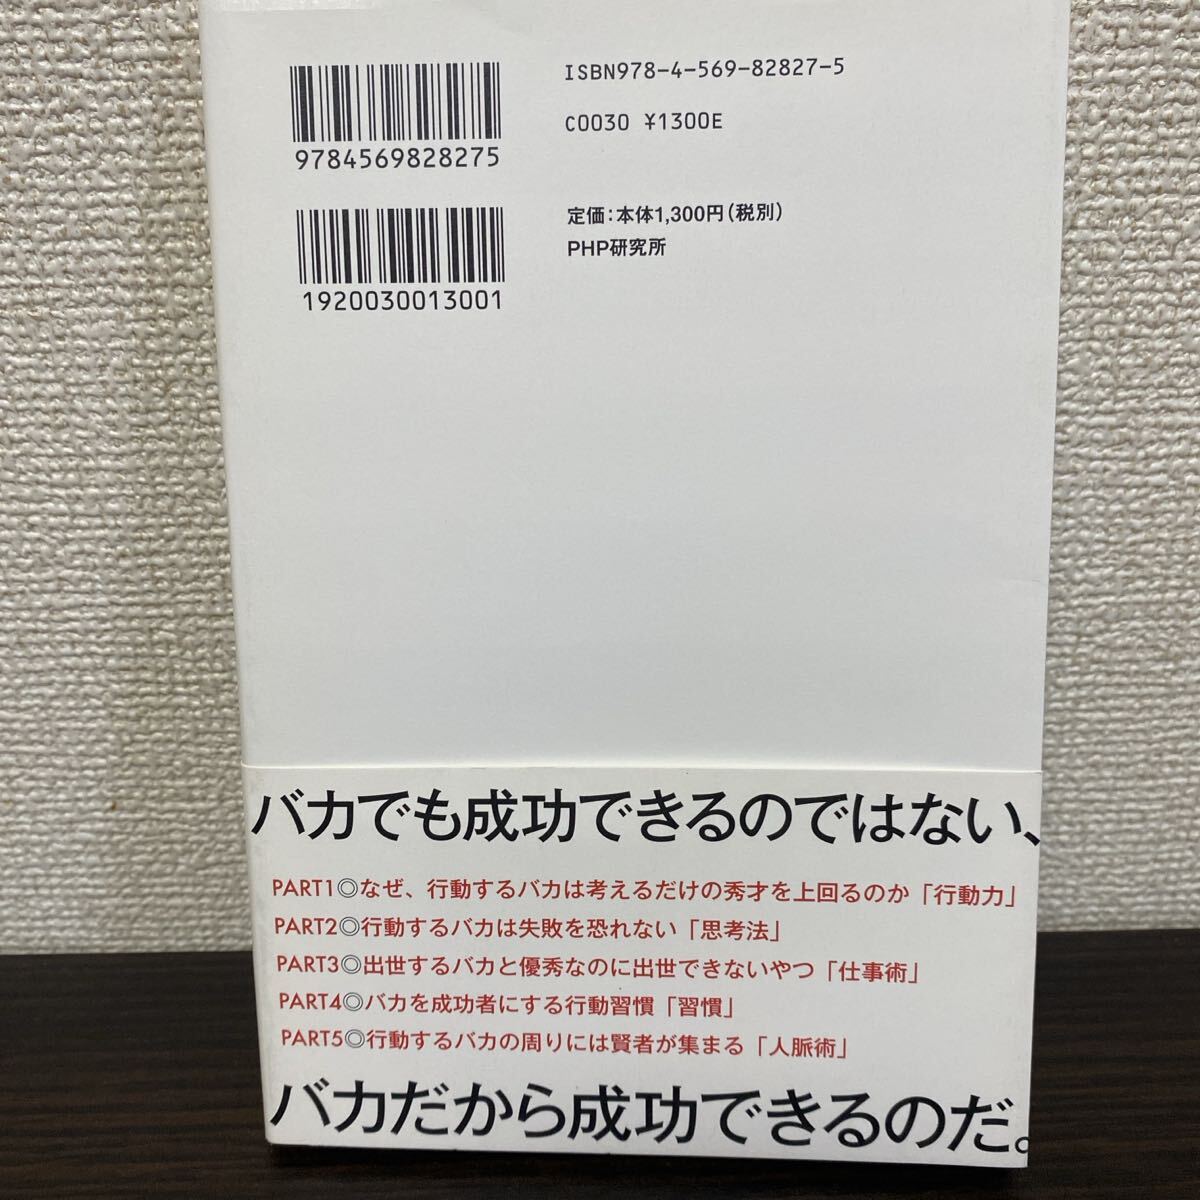 ISBN978-4-569-82827-5
9784569828275
C0030 ¥1300E
1920030013001
定価：本体1,300円(税別)
PHP研究所
バカでも成功できるのではない、
PART1◎なぜ、行動するバカは考えるだけの秀才を上回るのか「行動力」
PART2◎行動するバカは失敗を恐れない「思考法」
PART3◎出世するバカと優秀なのに出世できないやつ「仕事術」
PART4◎バカを成功者にする行動習慣「習慣」
PART5◎行動するバカの周りには賢者が集まる「人脈術」
バカだから成功できるのだ。